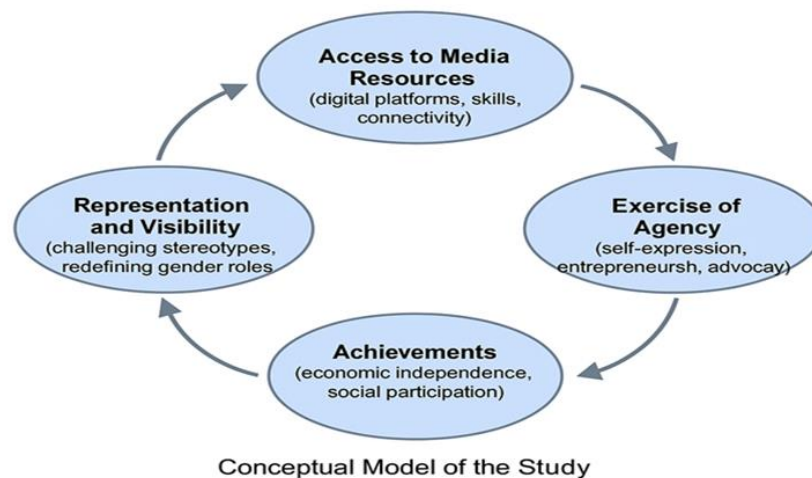 Access to Media
Resources
(digital platforms, skills,
connectivity)
Representation
and Visibility
(challenging stereotypes,
redefining gender roles
Exercise of
Agency
(self-expression,
entrepreneursh, advocay)
Achievements
(economic independence,
social participation)
Conceptual Model of the Study